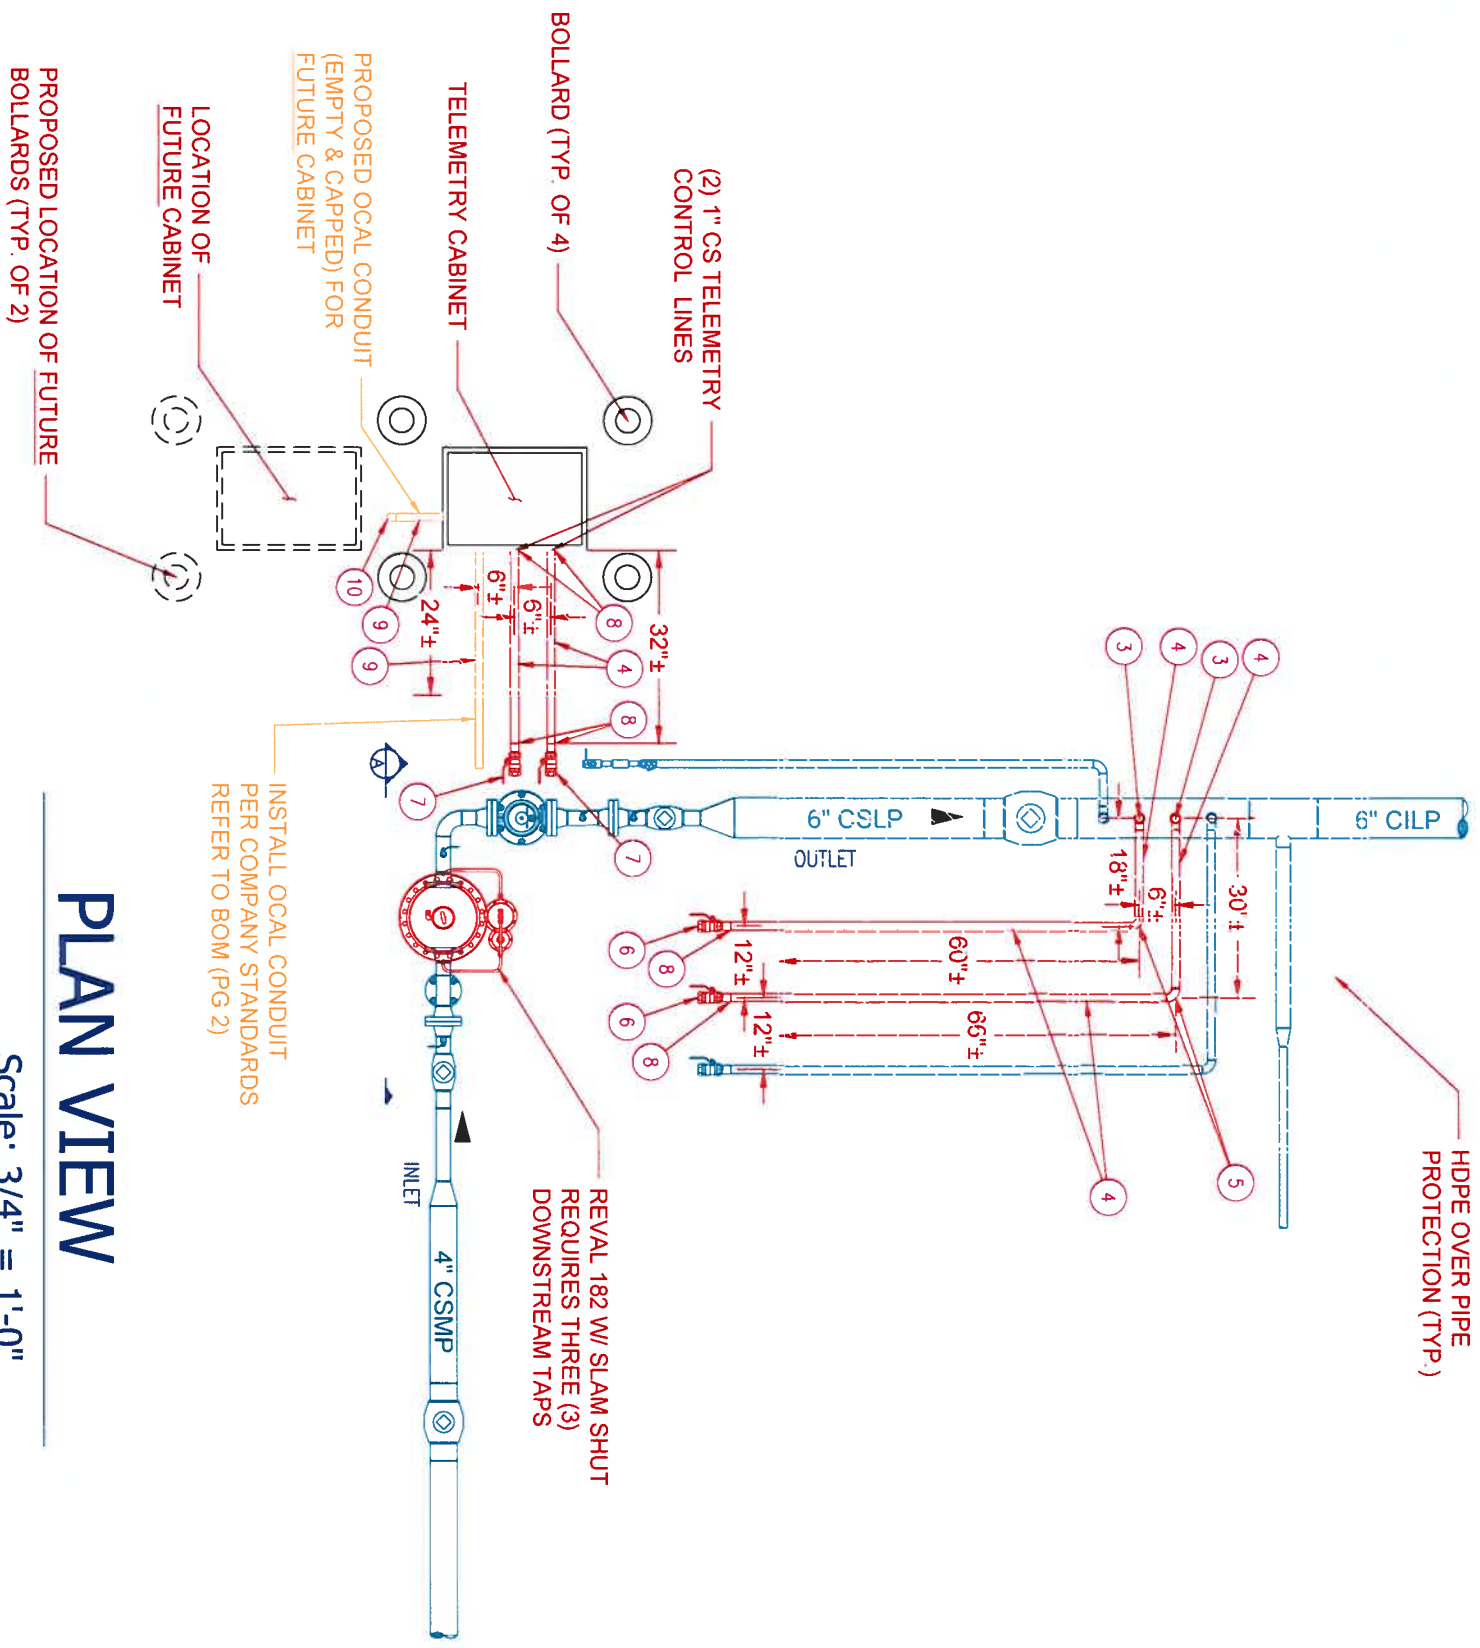 HDPE OVER PIPE
PROTECTION (TYP.)
6" CILP
4
3
4
3
30"±
6"±
18"±
5
4
60"±
66"±
12"±
12"±
6
8
6
8
(2) 1" CS TELEMETRY
CONTROL LINES
BOLLARD (TYP. OF 4)
TELEMETRY CABINET
PROPOSED OCAL CONDUIT
(EMPTY & CAPPED) FOR
FUTURE CABINET
LOCATION OF
FUTURE CABINET
PROPOSED LOCATION OF FUTURE
BOLLARDS (TYP. OF 2)
32"±
8
4
8
6"±
6"±
24"±
10
9
9
7
7
A
6" CSLP
OUTLET
INSTALL OCAL CONDUIT
PER COMPANY STANDARDS
REFER TO BOM (PG 2)
REVAL 182 W/ SLAM SHUT
REQUIRES THREE (3)
DOWNSTREAM TAPS
INLET
4" CSMP
PLAN VIEW
Scale: 3/4" = 1'-0"